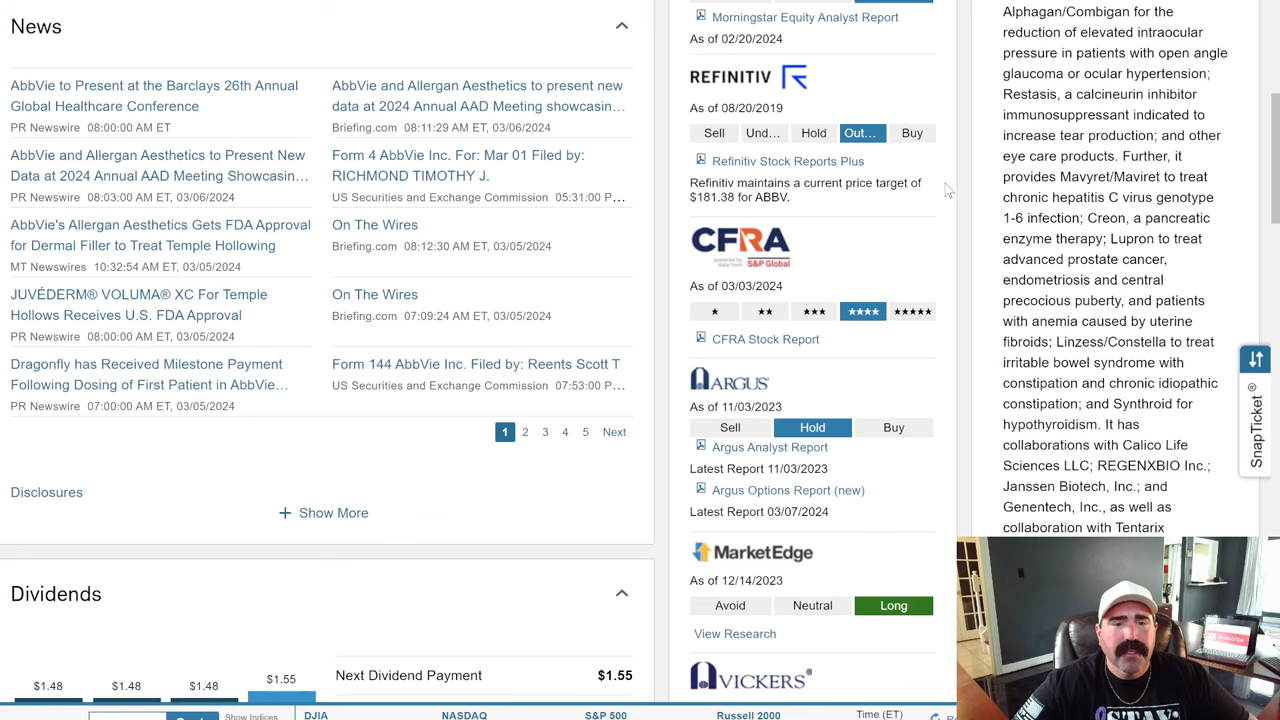 News
AbbVie to Present at the Barclays 26th Annual
Global Healthcare Conference
PR Newswire 08:00:00 AM ET
AbbVie and Allergan Aesthetics to Present New
Data at 2024 Annual AAD Meeting Showcasin…
PR Newswire 08:03:00 AM ET, 03/06/2024
AbbVie's Allergan Aesthetics Gets FDA Approval
for Dermal Filler to Treat Temple Hollowing
MT Newswires 10:32:54 AM ET, 03/05/2024
JUVÉDERM® VOLUMA® XC For Temple
Hollows Receives U.S. FDA Approval
PR Newswire 08:00:00 AM ET, 03/05/2024
Dragonfly has Received Milestone Payment
Following Dosing of First Patient in AbbVie…
PR Newswire 07:00:00 AM ET, 03/05/2024
AbbVie and Allergan Aesthetics to present new
data at 2024 Annual AAD Meeting showcasin…
Briefing.com 08:11:29 AM ET, 03/06/2024
Form 4 AbbVie Inc. For: Mar 01 Filed by:
RICHMOND TIMOTHY J.
US Securities and Exchange Commission 05:31:00 P…
On The Wires
Briefing.com 08:12:30 AM ET, 03/05/2024
On The Wires
Briefing.com 07:09:24 AM ET, 03/05/2024
Form 144 AbbVie Inc. Filed by: Reents Scott T
US Securities and Exchange Commission 07:53:00 P…
1 2 3 4 5 Next
Disclosures
+ Show More
Dividends
$1.48 $1.48 $1.48 $1.55
Next Dividend Payment $1.55
Morningstar Equity Analyst Report
As of 02/20/2024
REFINITIV
As of 08/20/2019
Sell Und… Hold Out… Buy
Refinitiv Stock Reports Plus
Refinitiv maintains a current price target of
$181.38 for ABBV.
CFRA
powered by data from S&P Global
As of 03/03/2024
★ ★★ ★★★ ★★★★ ★★★★★
CFRA Stock Report
ARGUS
As of 11/03/2023
Sell Hold Buy
Argus Analyst Report
Latest Report 11/03/2023
Argus Options Report (new)
Latest Report 03/07/2024
MarketEdge
As of 12/14/2023
Avoid Neutral Long
View Research
VICKERS®
Alphagan/Combigan for the
reduction of elevated intraocular
pressure in patients with open angle
glaucoma or ocular hypertension;
Restasis, a calcineurin inhibitor
immunosuppressant indicated to
increase tear production; and other
eye care products. Further, it
provides Mavyret/Maviret to treat
chronic hepatitis C virus genotype
1-6 infection; Creon, a pancreatic
enzyme therapy; Lupron to treat
advanced prostate cancer,
endometriosis and central
precocious puberty, and patients
with anemia caused by uterine
fibroids; Linzess/Constella to treat
irritable bowel syndrome with
constipation and chronic idiopathic
constipation; and Synthroid for
hypothyroidism. It has
collaborations with Calico Life
Sciences LLC; REGENXBIO Inc.;
Janssen Biotech, Inc.; and
Genentech, Inc., as well as
collaboration with Tentarix
SnapTicket®
Subscribe
Show Indices
DJIA NASDAQ S&P 500 Russell 2000 Time (ET)